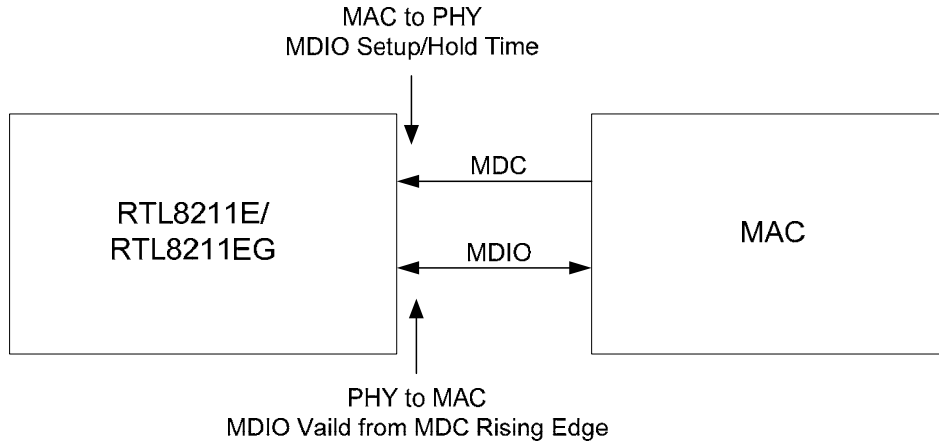 MAC to PHY
MDIO Setup/Hold Time
MDC
RTL8211E/
RTL8211EG
MAC
MDIO
PHY to MAC
MDIO Vaild from MDC Rising Edge